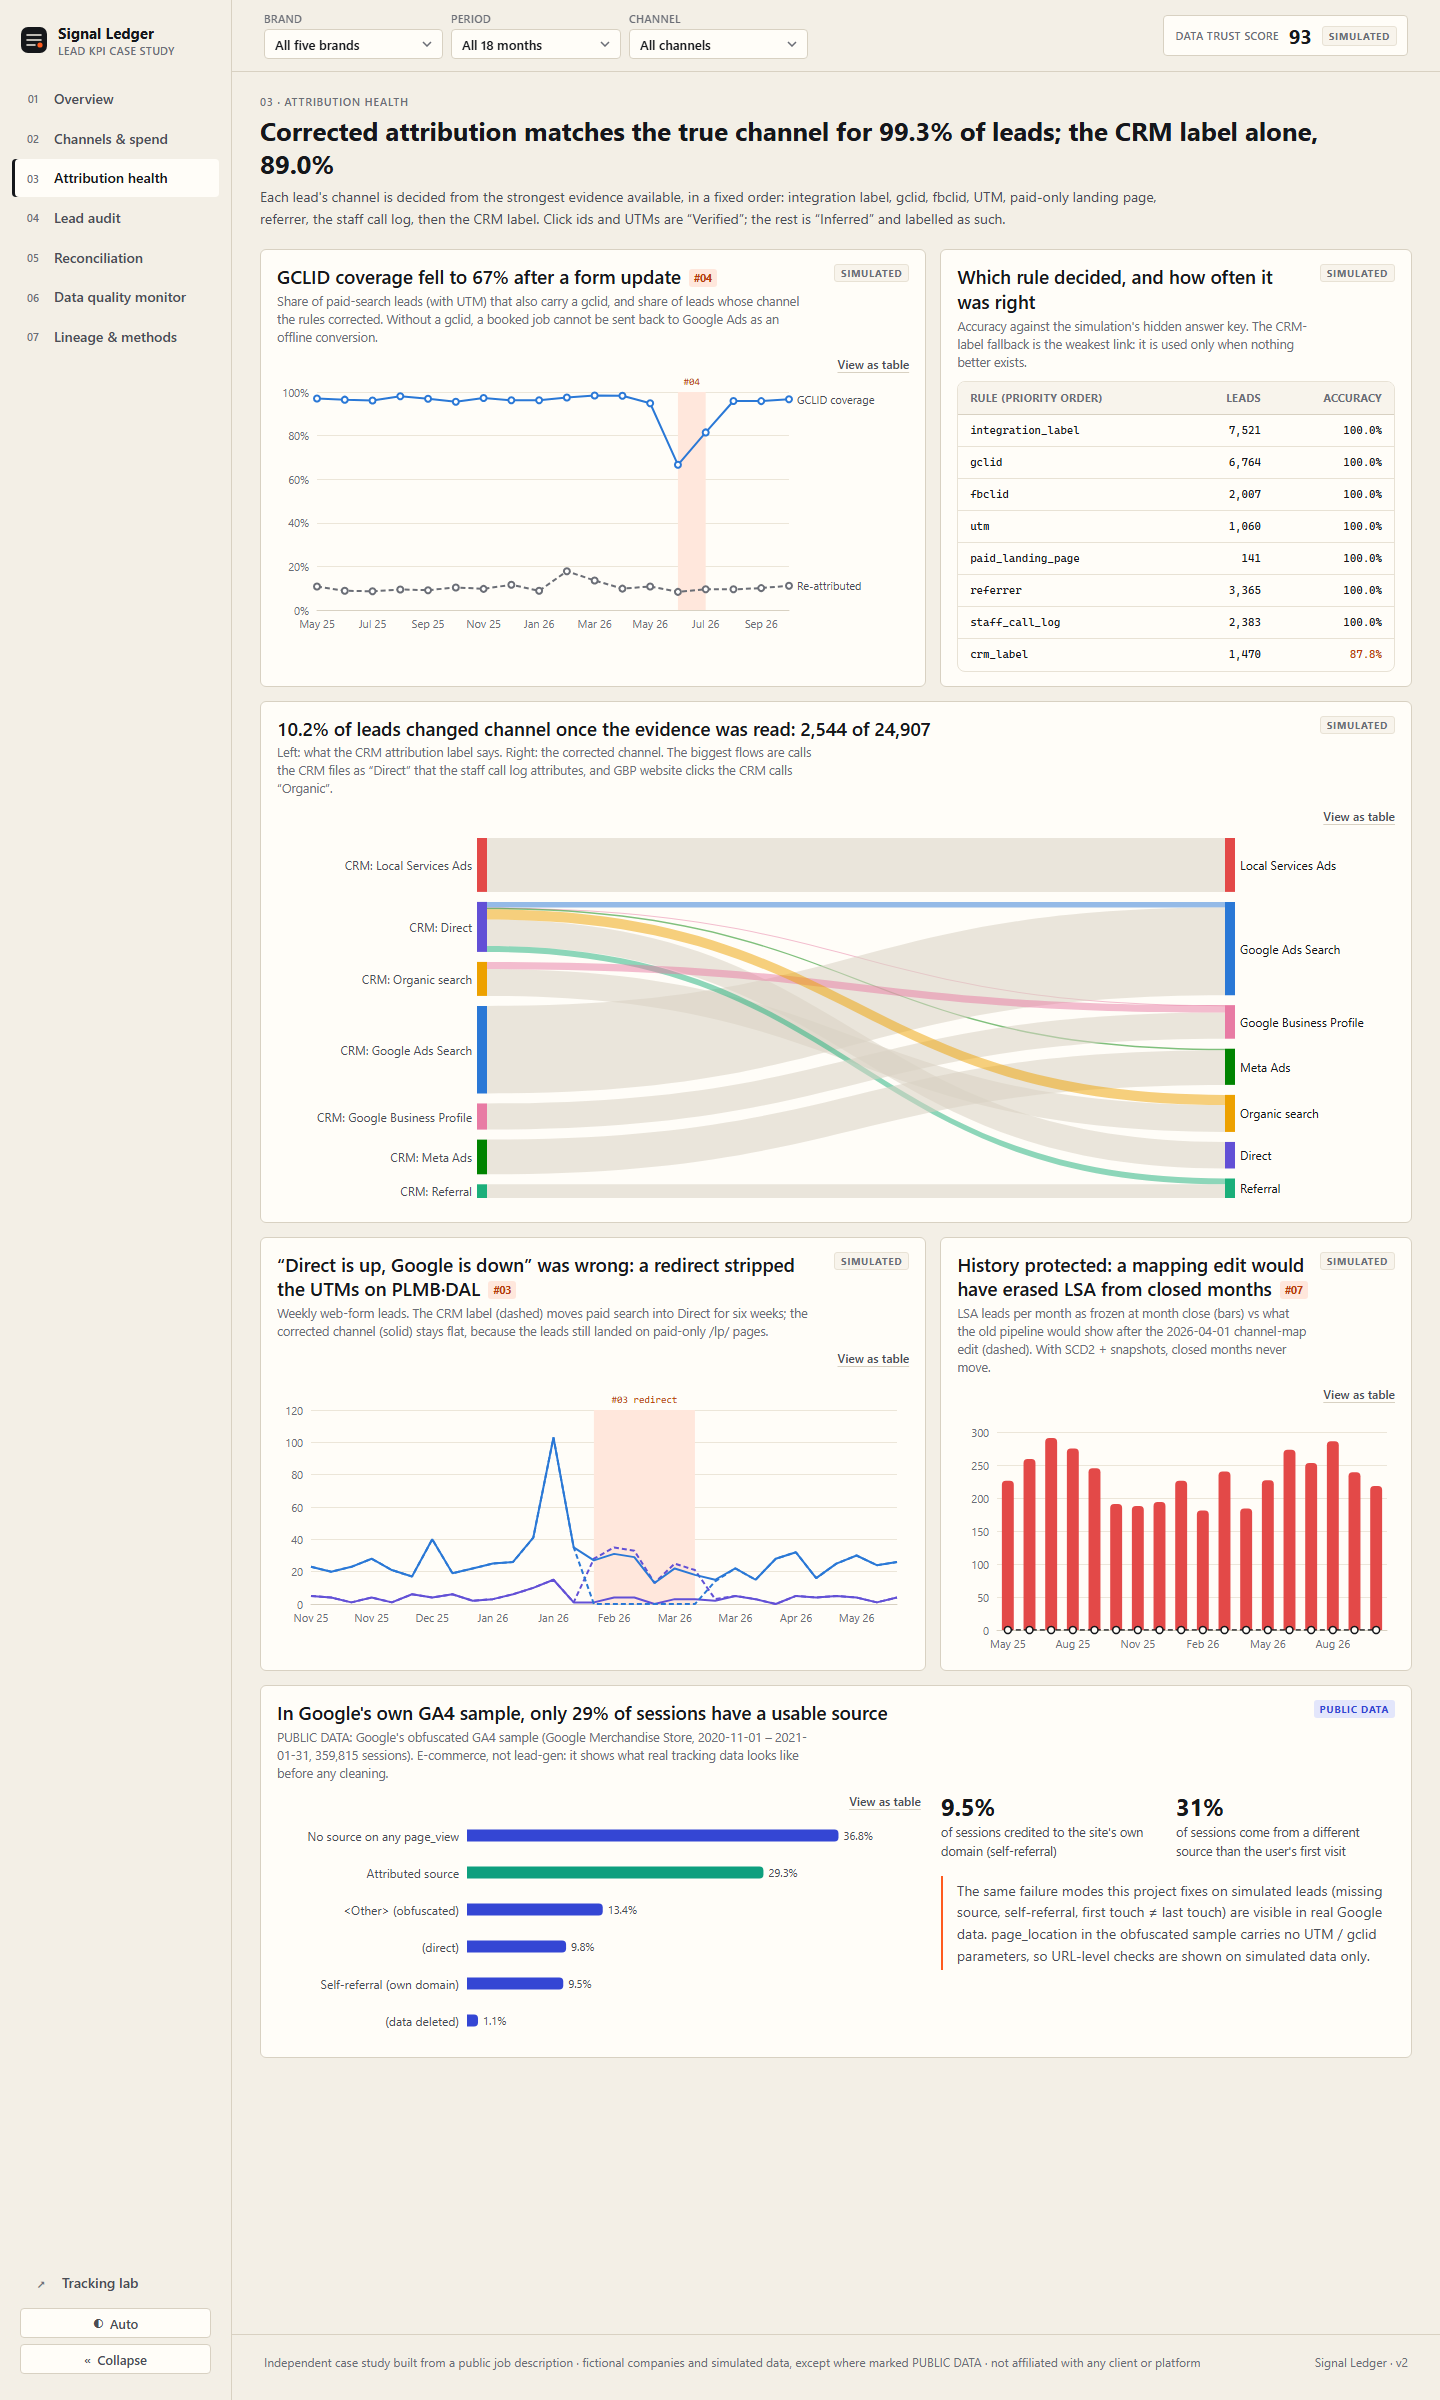 Signal Ledger
LEAD KPI CASE STUDY
01 Overview
02 Channels & spend
03 Attribution health
04 Lead audit
05 Reconciliation
06 Data quality monitor
07 Lineage & methods
↗ Tracking lab
◐ Auto
« Collapse
BRAND
All five brands
PERIOD
All 18 months
CHANNEL
All channels
DATA TRUST SCORE 93 SIMULATED
03 · ATTRIBUTION HEALTH
Corrected attribution matches the true channel for 99.3% of leads; the CRM label alone,
89.0%
Each lead's channel is decided from the strongest evidence available, in a fixed order: integration label, gclid, fbclid, UTM, paid-only landing page,
referrer, the staff call log, then the CRM label. Click ids and UTMs are “Verified”; the rest is “Inferred” and labelled as such.
GCLID coverage fell to 67% after a form update #04
SIMULATED
Share of paid-search leads (with UTM) that also carry a gclid, and share of leads whose channel
the rules corrected. Without a gclid, a booked job cannot be sent back to Google Ads as an
offline conversion.
View as table
#04
100%
80%
60%
40%
20%
0%
GCLID coverage
Re-attributed
May 25 Jul 25 Sep 25 Nov 25 Jan 26 Mar 26 May 26 Jul 26 Sep 26
Which rule decided, and how often it
was right
SIMULATED
Accuracy against the simulation's hidden answer key. The CRM-
label fallback is the weakest link: it is used only when nothing
better exists.
RULE (PRIORITY ORDER) LEADS ACCURACY
integration_label 7,521 100.0%
gclid 6,764 100.0%
fbclid 2,007 100.0%
utm 1,060 100.0%
paid_landing_page 141 100.0%
referrer 3,365 100.0%
staff_call_log 2,383 100.0%
crm_label 1,470 87.8%
10.2% of leads changed channel once the evidence was read: 2,544 of 24,907
SIMULATED
Left: what the CRM attribution label says. Right: the corrected channel. The biggest flows are calls
the CRM files as “Direct” that the staff call log attributes, and GBP website clicks the CRM calls
“Organic”.
View as table
CRM: Local Services Ads
CRM: Direct
CRM: Organic search
CRM: Google Ads Search
CRM: Google Business Profile
CRM: Meta Ads
CRM: Referral
Local Services Ads
Google Ads Search
Google Business Profile
Meta Ads
Organic search
Direct
Referral
“Direct is up, Google is down” was wrong: a redirect stripped
the UTMs on PLMB·DAL #03
SIMULATED
Weekly web-form leads. The CRM label (dashed) moves paid search into Direct for six weeks; the
corrected channel (solid) stays flat, because the leads still landed on paid-only /lp/ pages.
View as table
#03 redirect
120
100
80
60
40
20
0
Nov 25 Nov 25 Dec 25 Jan 26 Jan 26 Feb 26 Mar 26 Mar 26 Apr 26 May 26
History protected: a mapping edit would
have erased LSA from closed months #07
SIMULATED
LSA leads per month as frozen at month close (bars) vs what
the old pipeline would show after the 2026-04-01 channel-map
edit (dashed). With SCD2 + snapshots, closed months never
move.
View as table
300
250
200
150
100
50
0
May 25 Aug 25 Nov 25 Feb 26 May 26 Aug 26
In Google's own GA4 sample, only 29% of sessions have a usable source
PUBLIC DATA
PUBLIC DATA: Google's obfuscated GA4 sample (Google Merchandise Store, 2020-11-01 – 2021-
01-31, 359,815 sessions). E-commerce, not lead-gen: it shows what real tracking data looks like
before any cleaning.
View as table
No source on any page_view 36.8%
Attributed source 29.3%
<Other> (obfuscated) 13.4%
(direct) 9.8%
Self-referral (own domain) 9.5%
(data deleted) 1.1%
9.5%
of sessions credited to the site's own
domain (self-referral)
31%
of sessions come from a different
source than the user's first visit
The same failure modes this project fixes on simulated leads (missing
source, self-referral, first touch ≠ last touch) are visible in real Google
data. page_location in the obfuscated sample carries no UTM / gclid
parameters, so URL-level checks are shown on simulated data only.
Independent case study built from a public job description · fictional companies and simulated data, except where marked PUBLIC DATA · not affiliated with any client or platform
Signal Ledger · v2